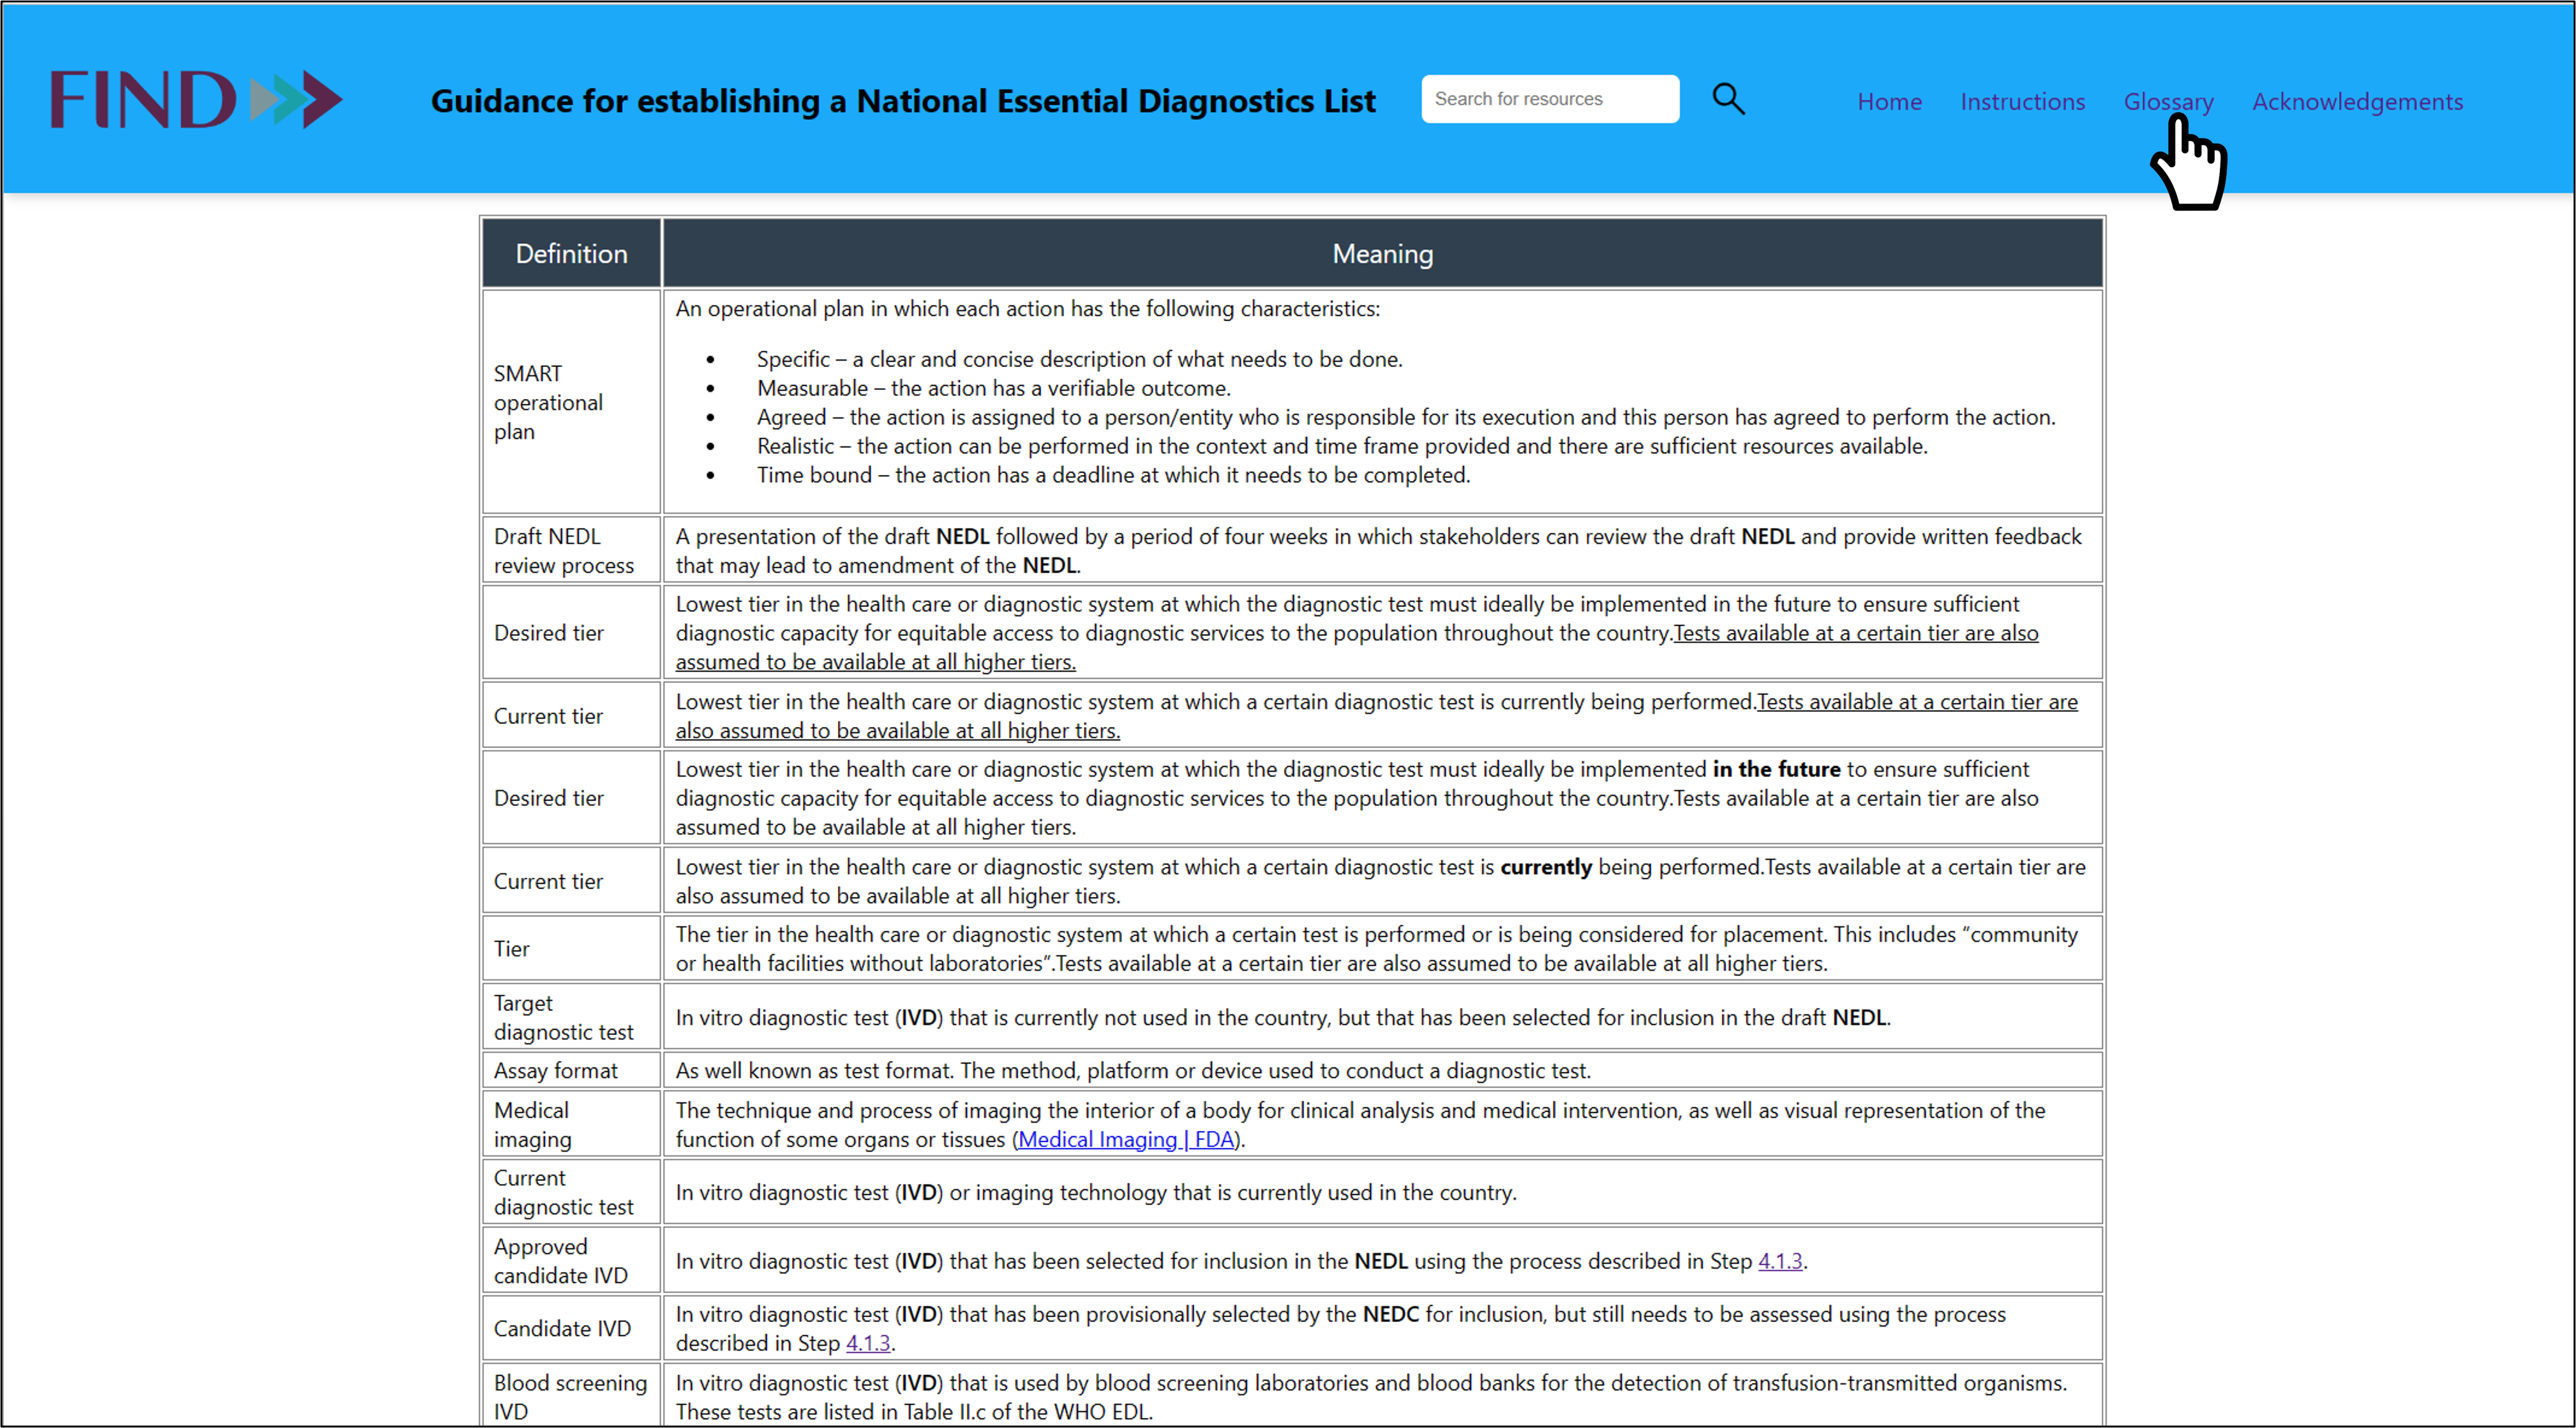 FIND
Guidance for establishing a National Essential Diagnostics List
Search for resources
Home Instructions Glossary Acknowledgements
Definition Meaning
SMART
operational
plan
An operational plan in which each action has the following characteristics:
• Specific – a clear and concise description of what needs to be done.
• Measurable – the action has a verifiable outcome.
• Agreed – the action is assigned to a person/entity who is responsible for its execution and this person has agreed to perform the action.
• Realistic – the action can be performed in the context and time frame provided and there are sufficient resources available.
• Time bound – the action has a deadline at which it needs to be completed.
Draft NEDL
review process
A presentation of the draft NEDL followed by a period of four weeks in which stakeholders can review the draft NEDL and provide written feedback
that may lead to amendment of the NEDL.
Desired tier
Lowest tier in the health care or diagnostic system at which the diagnostic test must ideally be implemented in the future to ensure sufficient
diagnostic capacity for equitable access to diagnostic services to the population throughout the country.Tests available at a certain tier are also
assumed to be available at all higher tiers.
Current tier
Lowest tier in the health care or diagnostic system at which a certain diagnostic test is currently being performed.Tests available at a certain tier are
also assumed to be available at all higher tiers.
Desired tier
Lowest tier in the health care or diagnostic system at which the diagnostic test must ideally be implemented in the future to ensure sufficient
diagnostic capacity for equitable access to diagnostic services to the population throughout the country.Tests available at a certain tier are also
assumed to be available at all higher tiers.
Current tier
Lowest tier in the health care or diagnostic system at which a certain diagnostic test is currently being performed.Tests available at a certain tier are
also assumed to be available at all higher tiers.
Tier
The tier in the health care or diagnostic system at which a certain test is performed or is being considered for placement. This includes “community
or health facilities without laboratories”.Tests available at a certain tier are also assumed to be available at all higher tiers.
Target
diagnostic test
In vitro diagnostic test (IVD) that is currently not used in the country, but that has been selected for inclusion in the draft NEDL.
Assay format
As well known as test format. The method, platform or device used to conduct a diagnostic test.
Medical
imaging
The technique and process of imaging the interior of a body for clinical analysis and medical intervention, as well as visual representation of the
function of some organs or tissues (Medical Imaging | FDA).
Current
diagnostic test
In vitro diagnostic test (IVD) or imaging technology that is currently used in the country.
Approved
candidate IVD
In vitro diagnostic test (IVD) that has been selected for inclusion in the NEDL using the process described in Step 4.1.3.
Candidate IVD
In vitro diagnostic test (IVD) that has been provisionally selected by the NEDC for inclusion, but still needs to be assessed using the process
described in Step 4.1.3.
Blood screening
IVD
In vitro diagnostic test (IVD) that is used by blood screening laboratories and blood banks for the detection of transfusion-transmitted organisms.
These tests are listed in Table II.c of the WHO EDL.